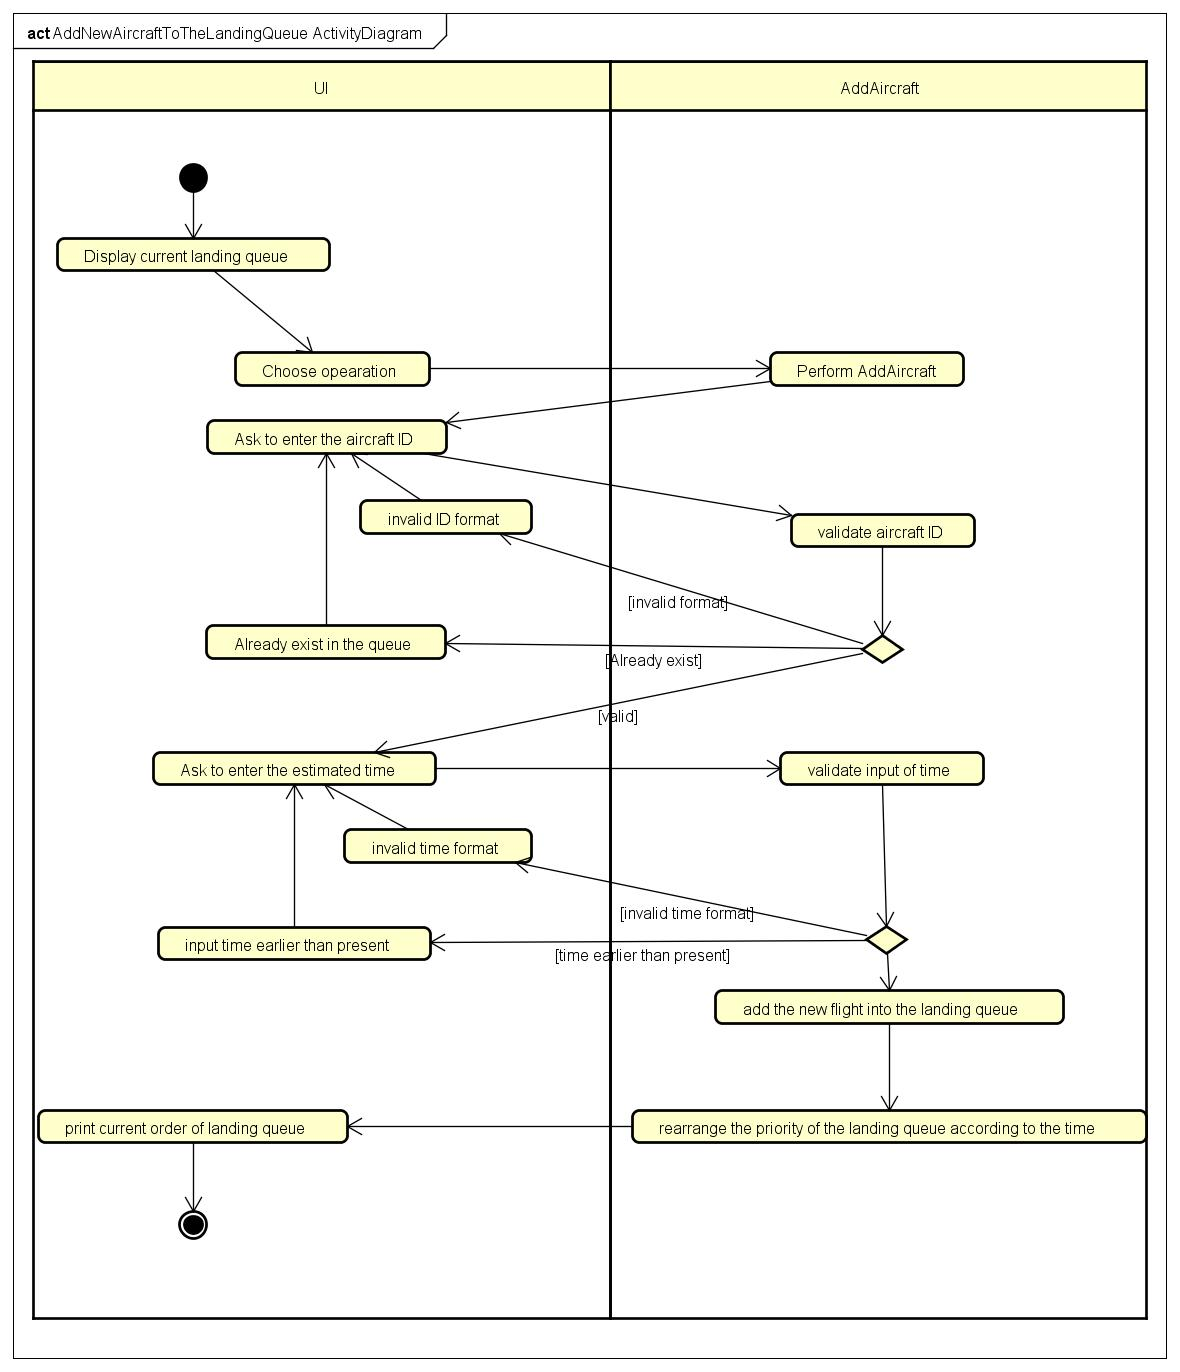 act AddNewAircraftToTheLandingQueue ActivityDiagram
UI
AddAircraft
Display current landing queue
Choose opearation
Perform AddAircraft
Ask to enter the aircraft ID
invalid ID format
validate aircraft ID
[invalid format]
Already exist in the queue
[Already exist]
[valid]
Ask to enter the estimated time
validate input of time
invalid time format
[invalid time format]
input time earlier than present
[time earlier than present]
add the new flight into the landing queue
print current order of landing queue
rearrange the priority of the landing queue according to the time